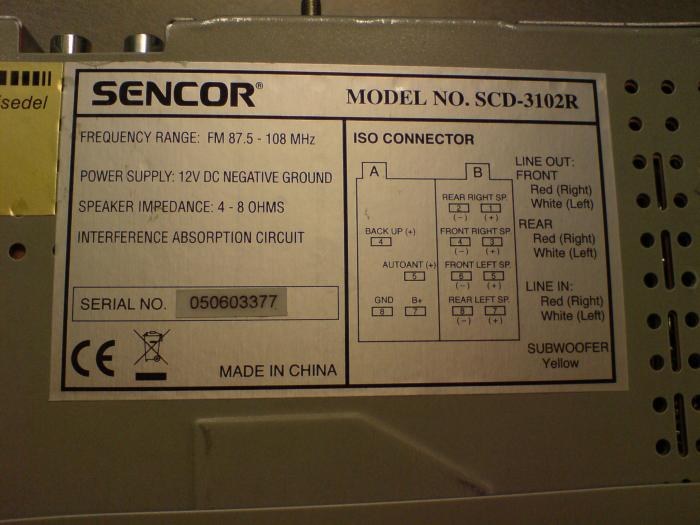 sedel
SENCOR®
MODEL NO. SCD-3102R
FREQUENCY RANGE: FM 87.5 - 108 MHz
POWER SUPPLY: 12V DC NEGATIVE GROUND
SPEAKER IMPEDANCE: 4 - 8 OHMS
INTERFERENCE ABSORPTION CIRCUIT
SERIAL NO. 050603377
CE
MADE IN CHINA
ISO CONNECTOR
A
B
REAR RIGHT SP.
2 1
(-) (+)
BACK UP (+)
4
FRONT RIGHT SP.
4 3
(-) (+)
AUTOANT (+)
5
FRONT LEFT SP.
6 5
(-) (+)
GND B+
8 7
REAR LEFT SP.
8 7
(-) (+)
LINE OUT:
FRONT
Red (Right)
White (Left)
REAR
Red (Right)
White (Left)
LINE IN:
Red (Right)
White (Left)
SUBWOOFER
Yellow